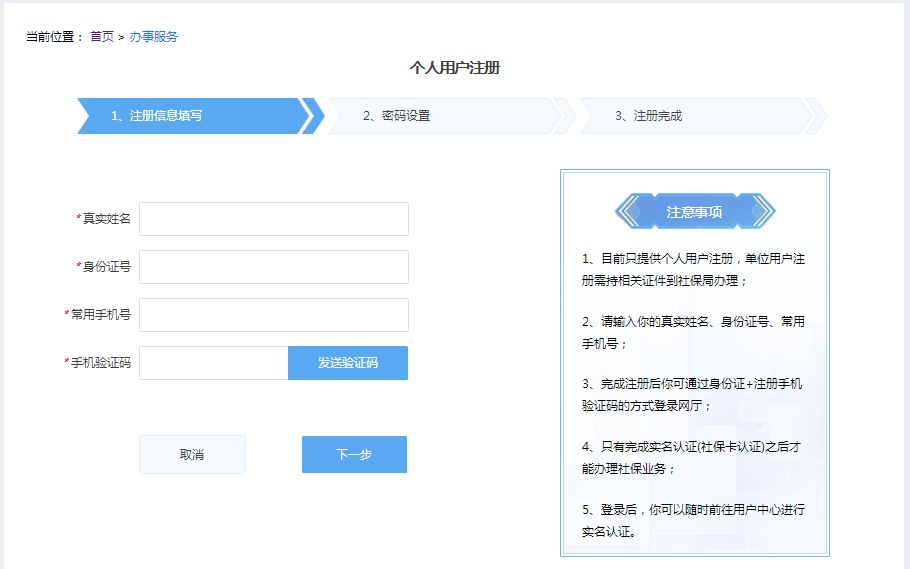 当前位置： 首页 > 办事服务
个人用户注册
1、注册信息填写
2、密码设置
3、注册完成
*真实姓名
*身份证号
*常用手机号
*手机验证码
发送验证码
取消
下一步
注意事项
1、目前只提供个人用户注册，单位用户注
册需持相关证件到社保局办理；
2、请输入你的真实姓名、身份证号、常用
手机号；
3、完成注册后你可通过身份证+注册手机
验证码的方式登录网厅；
4、只有完成实名认证(社保卡认证)之后才
能办理社保业务；
5、登录后，你可以随时前往用户中心进行
实名认证。